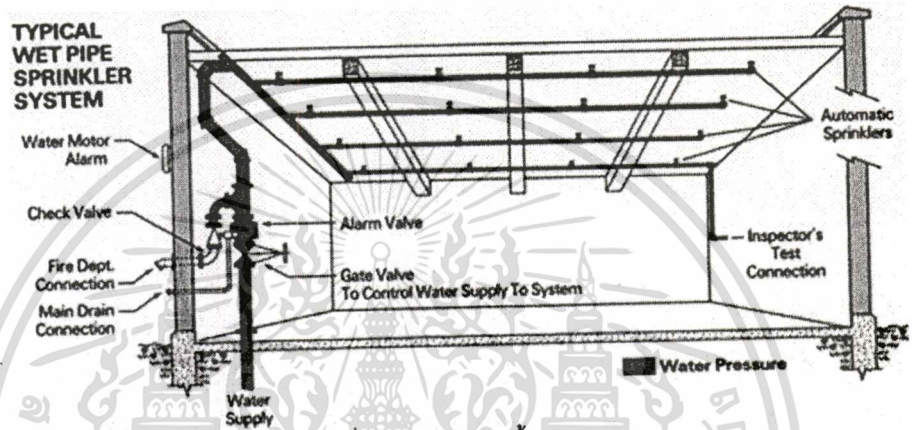 TYPICAL
WET PIPE
SPRINKLER
SYSTEM
Water Motor
Alarm
Check Valve
Fire Dept.
Connection
Main Drain
Connection
Water
Supply
Alarm Valve
Gate Valve
To Control Water Supply To System
Automatic
Sprinklers
Inspector's
Test
Connection
Water Pressure